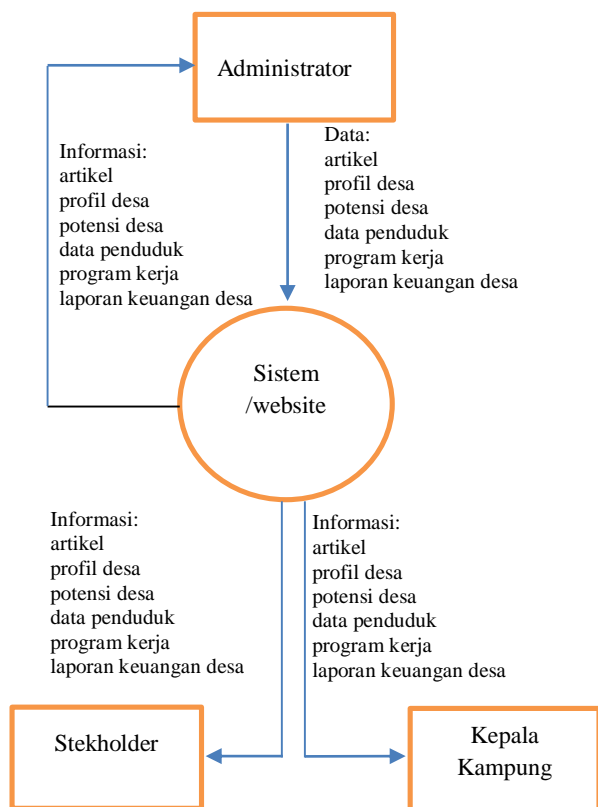 Administrator
Informasi:
artikel
profil desa
potensi desa
data penduduk
program kerja
laporan keuangan desa
Data:
artikel
profil desa
potensi desa
data penduduk
program kerja
laporan keuangan desa
Sistem
/website
Informasi:
artikel
profil desa
potensi desa
data penduduk
program kerja
laporan keuangan desa
Informasi:
artikel
profil desa
potensi desa
data penduduk
program kerja
laporan keuangan desa
Stekholder
Kepala
Kampung